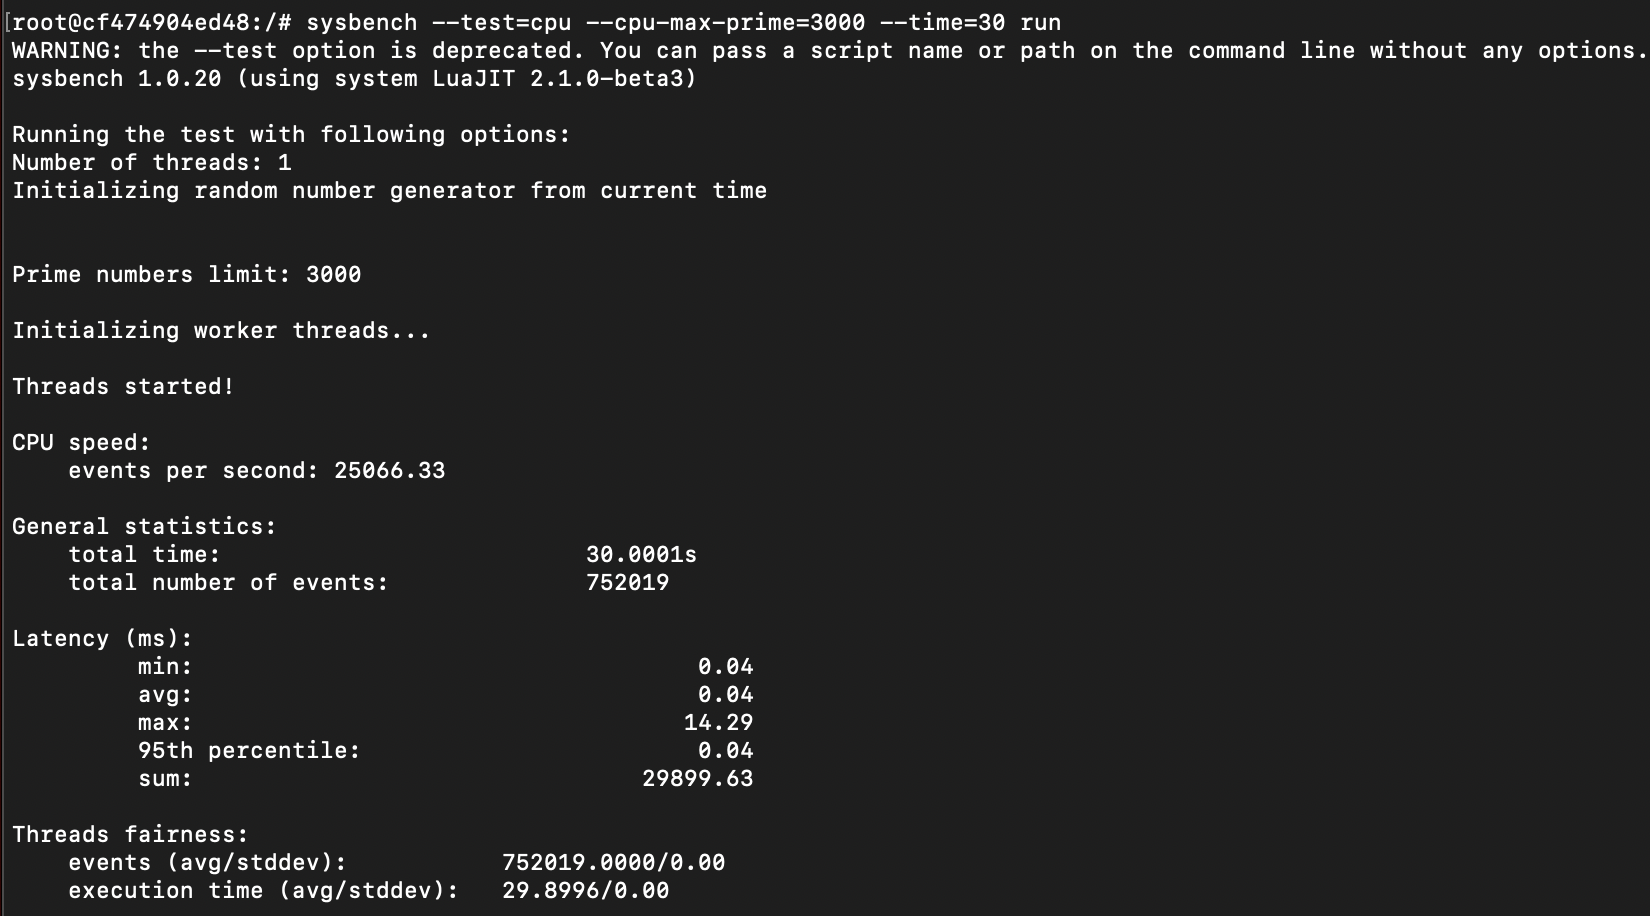 [root@cf474904ed48:/# sysbench --test=cpu --cpu-max-prime=3000 --time=30 run
WARNING: the --test option is deprecated. You can pass a script name or path on the command line without any options.
sysbench 1.0.20 (using system LuaJIT 2.1.0-beta3)
Running the test with following options:
Number of threads: 1
Initializing random number generator from current time
Prime numbers limit: 3000
Initializing worker threads...
Threads started!
CPU speed:
events per second: 25066.33
General statistics:
total time: 30.0001s
total number of events: 752019
Latency (ms):
min: 0.04
avg: 0.04
max: 14.29
95th percentile: 0.04
sum: 29899.63
Threads fairness:
events (avg/stddev): 752019.0000/0.00
execution time (avg/stddev): 29.8996/0.00